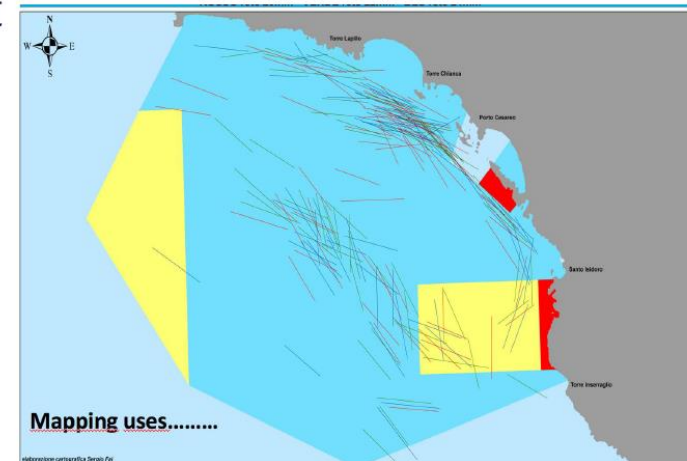 N
W E
S
Torre Lapillo
Torre Chianca
Porto Cesareo
Santo Isidoro
Torre Inserraglio
Mapping uses.........
elaborazione cartografica Sergio Fai